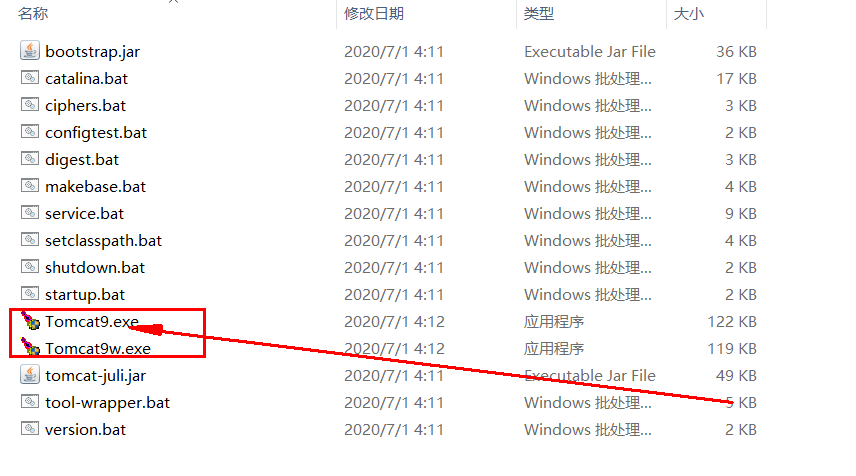 名称 修改日期 类型 大小
bootstrap.jar 2020/7/1 4:11 Executable Jar File 36 KB
catalina.bat 2020/7/1 4:11 Windows 批处理... 17 KB
ciphers.bat 2020/7/1 4:11 Windows 批处理... 3 KB
configtest.bat 2020/7/1 4:11 Windows 批处理... 2 KB
digest.bat 2020/7/1 4:11 Windows 批处理... 3 KB
makebase.bat 2020/7/1 4:11 Windows 批处理... 4 KB
service.bat 2020/7/1 4:11 Windows 批处理... 9 KB
setclasspath.bat 2020/7/1 4:11 Windows 批处理... 4 KB
shutdown.bat 2020/7/1 4:11 Windows 批处理... 2 KB
startup.bat 2020/7/1 4:11 Windows 批处理... 2 KB
Tomcat9.exe 2020/7/1 4:12 应用程序 122 KB
Tomcat9w.exe 2020/7/1 4:12 应用程序 119 KB
tomcat-juli.jar 2020/7/1 4:11 Executable Jar File 49 KB
tool-wrapper.bat 2020/7/1 4:11 Windows 批处理... 5 KB
version.bat 2020/7/1 4:11 Windows 批处理... 2 KB